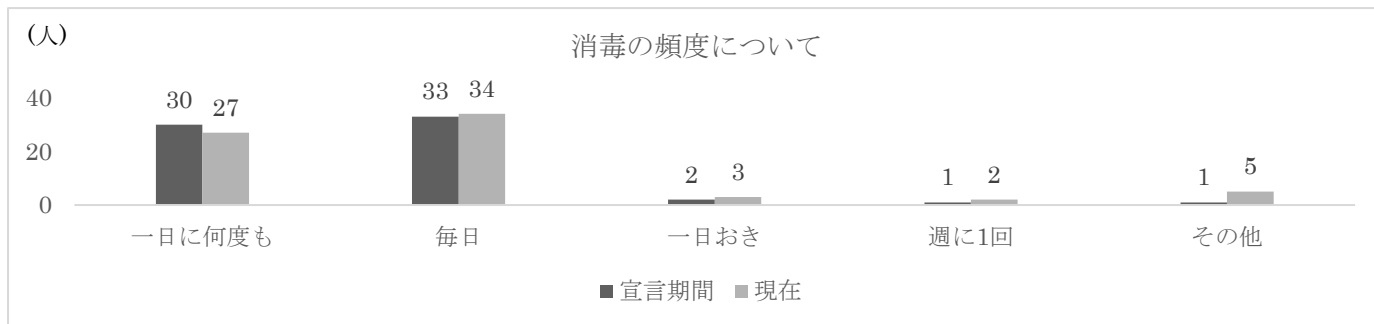 (人)
消毒の頻度について
40
20
0
30 27 33 34 2 3 1 2 1 5
一日に何度も 毎日 一日おき 週に1回 その他
■宣言期間 ■現在